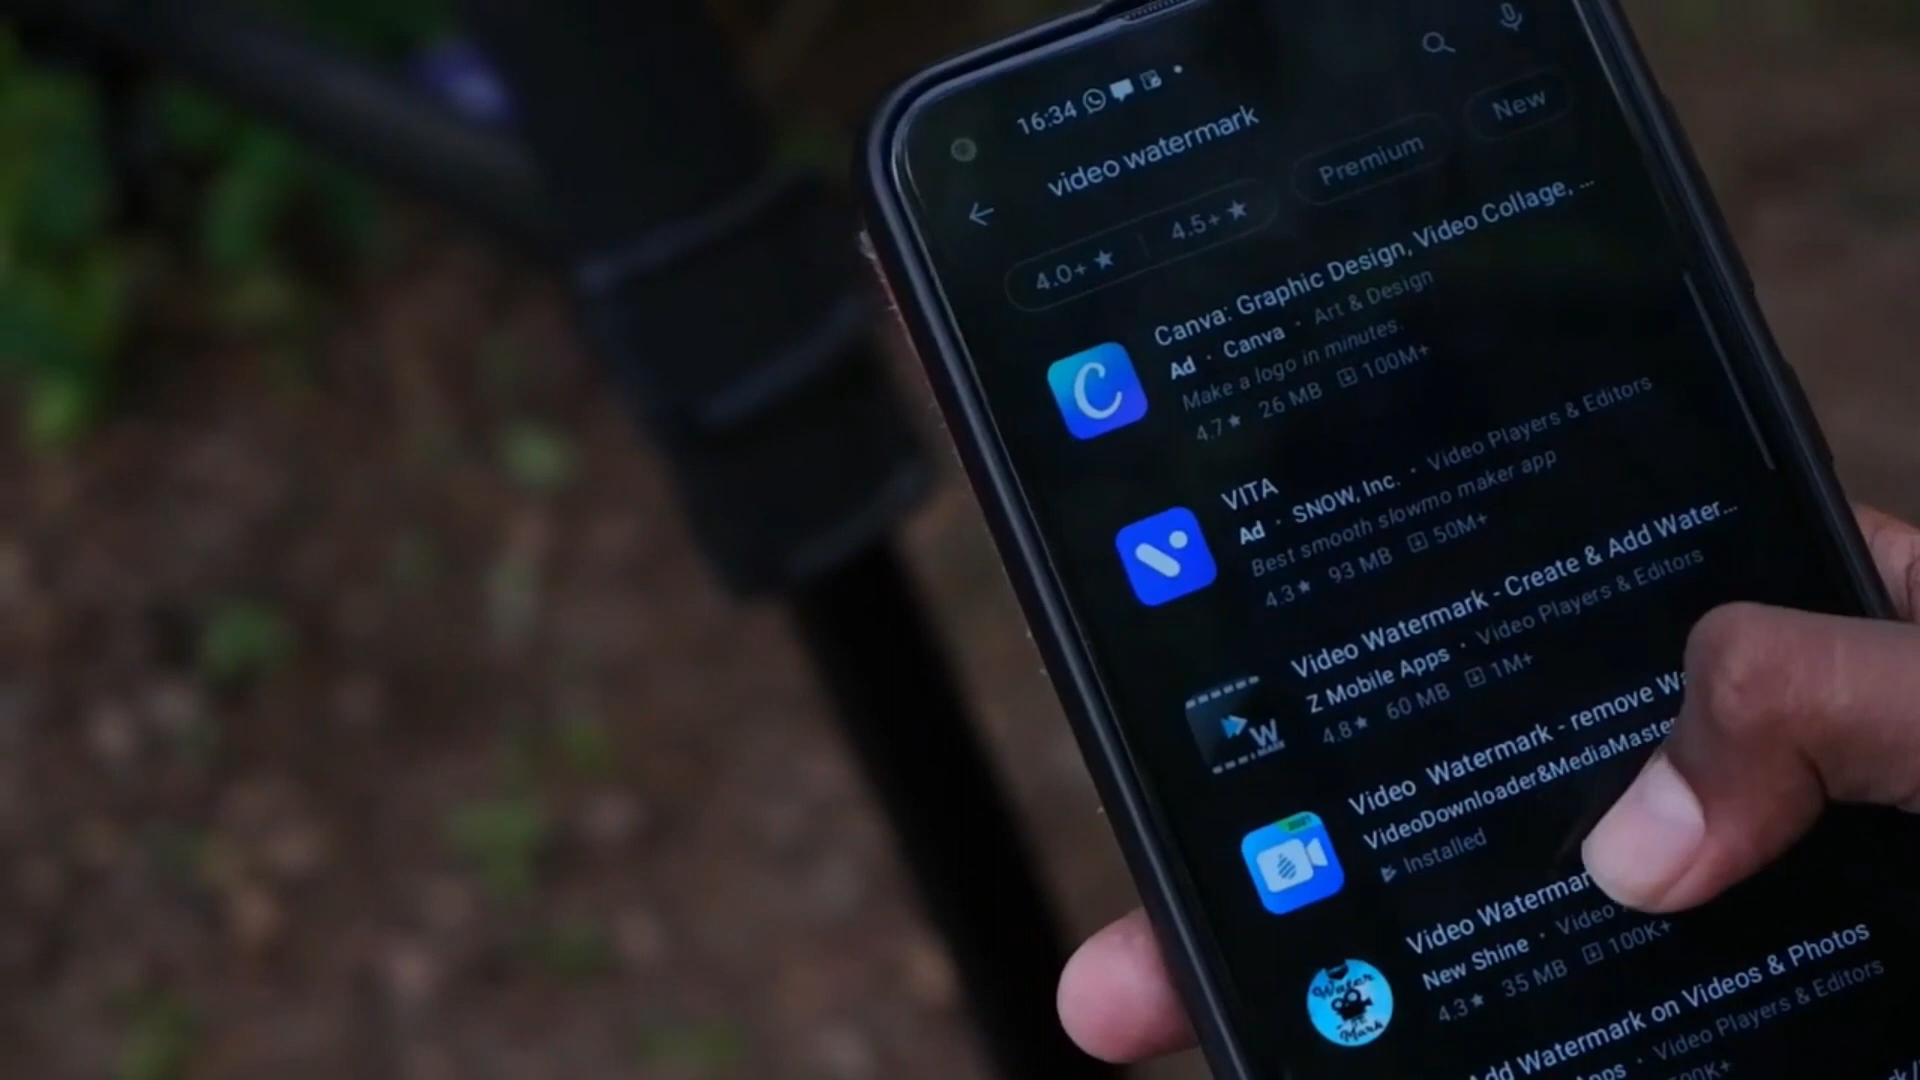 16:34
video watermark
4.0+ ★ 4.5+ ★ Premium New
Canva: Graphic Design, Video Collage, ...
Ad · Canva · Art & Design
Make a logo in minutes.
4.7 ★ 26 MB 100M+
VITA
Ad · SNOW, Inc. · Video Players & Editors
Best smooth slowmo maker app
4.3 ★ 93 MB 50M+
Video Watermark - Create & Add Water...
Z Mobile Apps · Video Players & Editors
4.8 ★ 60 MB 1M+
W
Video Watermark - remove
VideoDownloader&MediaMaster
Installed
Video
New Shine · Video
4.3 ★ 35 MB 100K+
Water
Mark
Add Watermark on Videos & Photos
Video Players & Editors